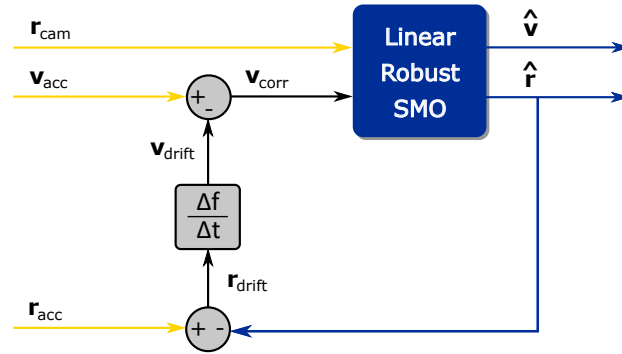 r_cam
v_acc
+ -
v_corr
Linear
Robust
SMO
v̂
r̂
v_drift
Δf
Δt
r_drift
r_acc
+ -